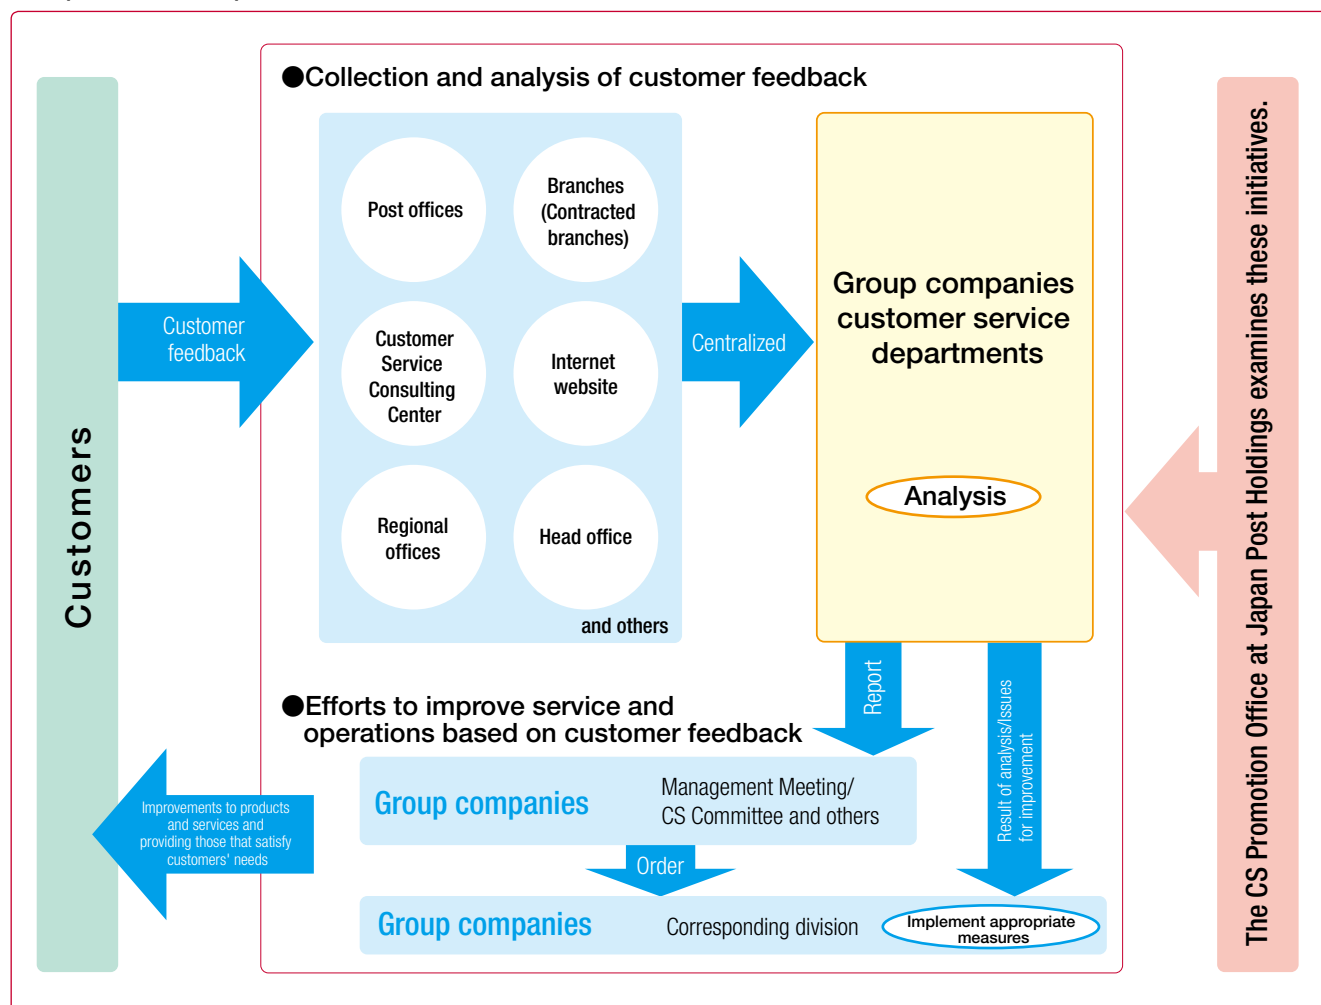 ●Collection and analysis of customer feedback
Customers
Customer
feedback
Post offices
Branches
(Contracted
branches)
Customer
Service
Consulting
Center
Internet
website
Regional
offices
Head office
and others
Centralized
Group companies
customer service
departments
Analysis
Report
Result of analysis/Issues
for improvement
●Efforts to improve service and
operations based on customer feedback
Group companies
Management Meeting/
CS Committee and others
Order
Group companies
Corresponding division
Implement appropriate
measures
Improvements to products
and services and
providing those that satisfy
customers' needs
The CS Promotion Office at Japan Post Holdings examines these initiatives.